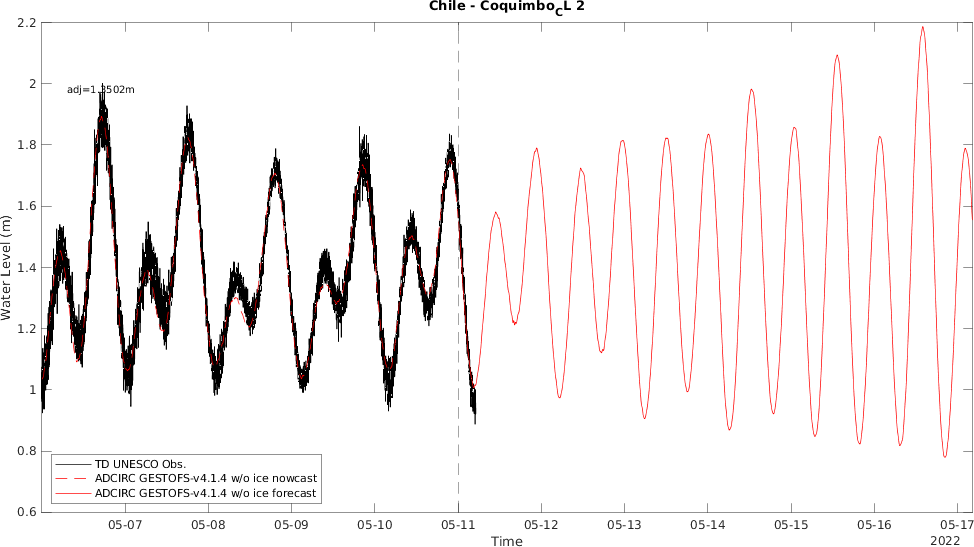 Chile - Coquimbo_CL 2
2.2
2
1.8
1.6
1.4
1.2
1
0.8
0.6
Water Level (m)
adj=1.3502m
TD UNESCO Obs.
ADCIRC GESTOFS-v4.1.4 w/o ice nowcast
ADCIRC GESTOFS-v4.1.4 w/o ice forecast
05-07 05-08 05-09 05-10 05-11 05-12 05-13 05-14 05-15 05-16 05-17
Time
2022